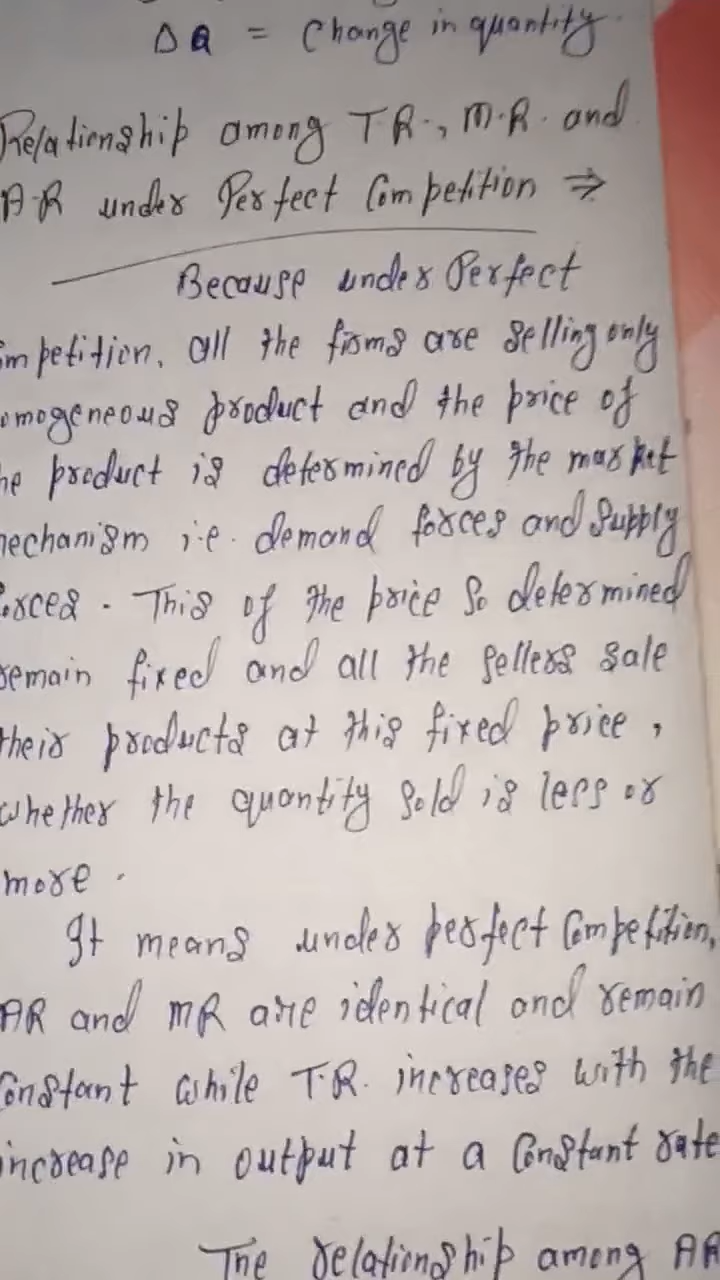 ΔQ = Change in quantity.
Relationship among T.R., M.R. and
A.R under Perfect Competition ⇒
Because under Perfect
mpetition, all the firms are selling only
omogeneous product and the price of
he product is determined by the market
mechanism i.e. demand forces and supply
forces. This of the price so determined
remain fixed and all the sellers sale
their products at this fixed price,
whether the quantity sold is less or
more.
It means under perfect Competition,
AR and MR are identical and remain
Constant while T.R. increases with the
increase in output at a Constant rate
The relationship among AR